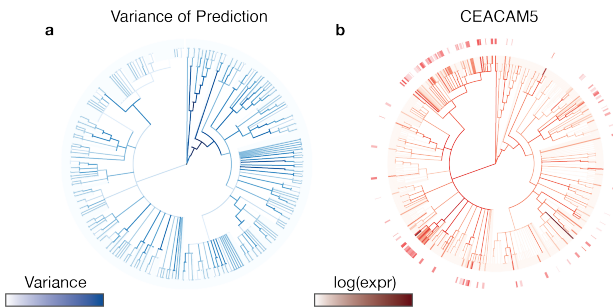 Variance of Prediction
CEACAM5
a
b
Variance
log(expr)